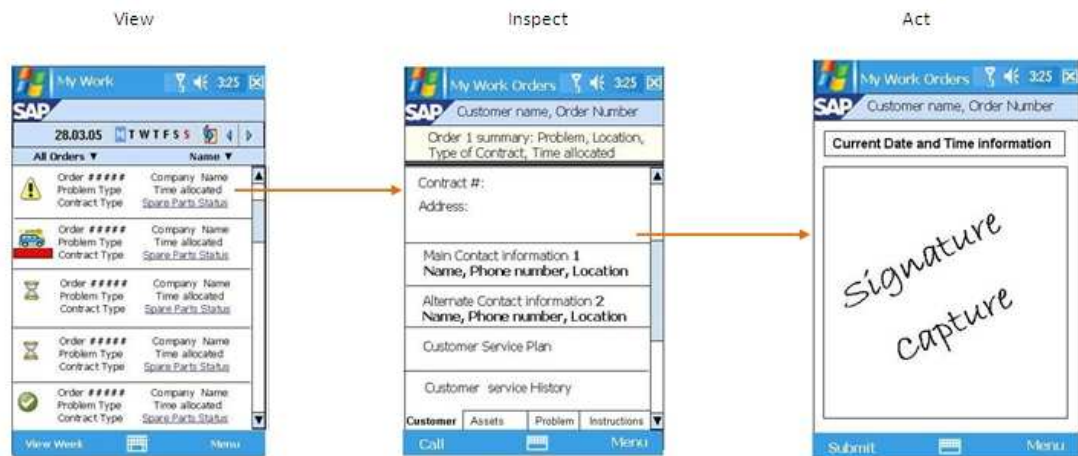 View
Inspect
Act
My Work 3:25
SAP
28.03.05 M T W T F S S
All Orders ▼ Name ▼
Order ##### Company Name
Problem Type Time allocated
Contract Type Spare Parts Status
Order ##### Company Name
Problem Type Time allocated
Contract Type Spare Parts Status
Order ##### Company Name
Problem Type Time allocated
Contract Type Spare Parts Status
Order ##### Company Name
Problem Type Time allocated
Contract Type Spare Parts Status
Order ##### Company Name
Problem Type Time allocated
Contract Type Spare Parts Status
View Week Menu
My Work Orders 3:25
SAP Customer name, Order Number
Order 1 summary: Problem, Location,
Type of Contract, Time allocated
Contract #:
Address:
Main Contact information 1
Name, Phone number, Location
Alternate Contact information 2
Name, Phone number, Location
Customer Service Plan
Customer service History
Customer Assets Problem Instructions
Call Menu
My Work Orders 3:25
SAP Customer name, Order Number
Current Date and Time information
signature
capture
Submit Menu